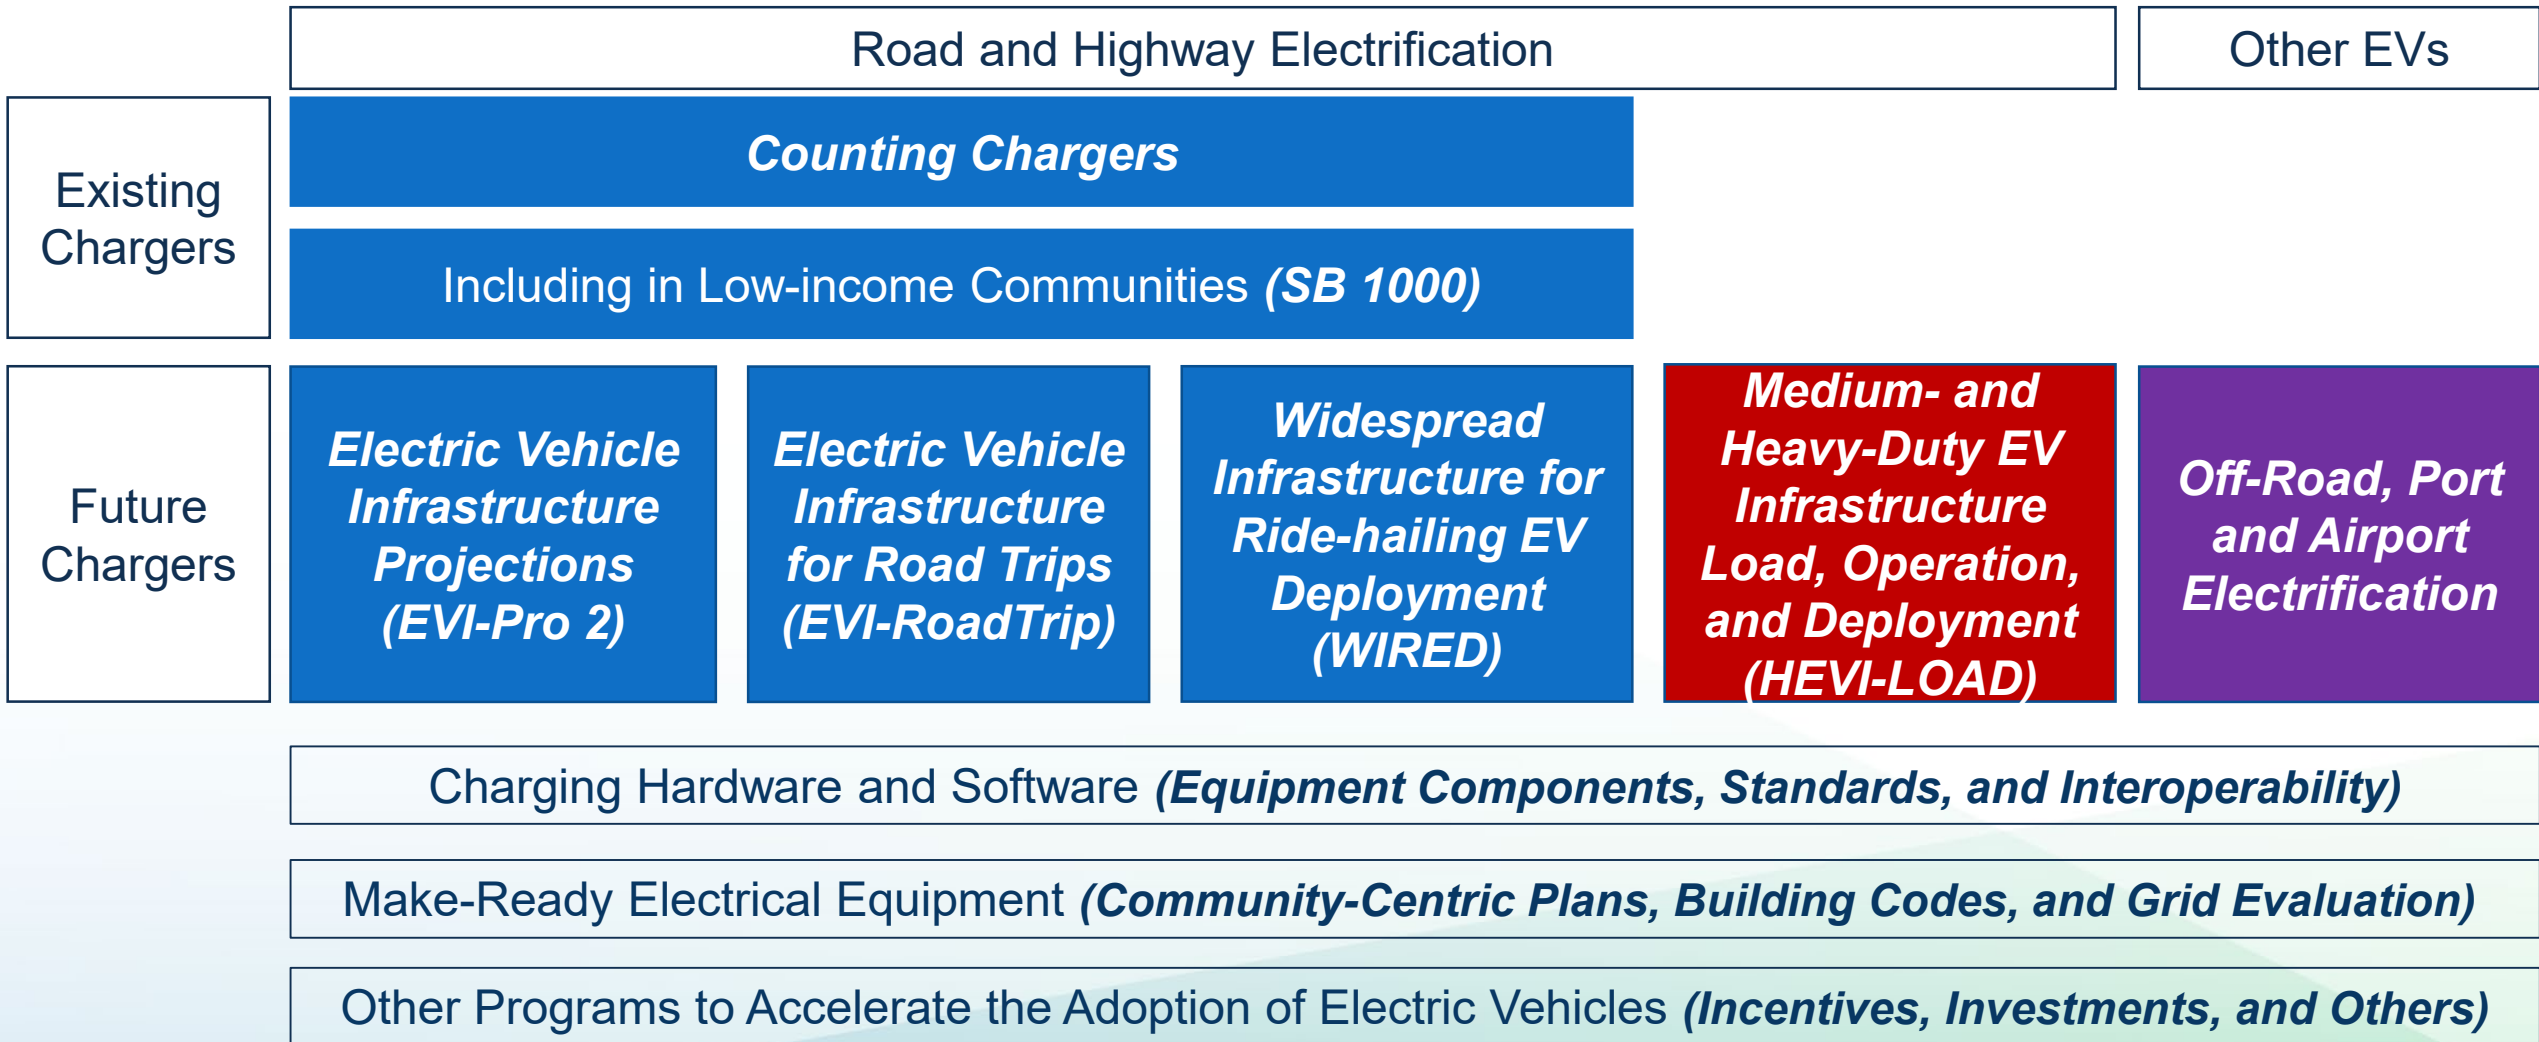 Road and Highway Electrification
Other EVs
Existing
Chargers
Counting Chargers
Including in Low-income Communities (SB 1000)
Future
Chargers
Electric Vehicle
Infrastructure
Projections
(EVI-Pro 2)
Electric Vehicle
Infrastructure
for Road Trips
(EVI-RoadTrip)
Widespread
Infrastructure for
Ride-hailing EV
Deployment
(WIRED)
Medium- and
Heavy-Duty EV
Infrastructure
Load, Operation,
and Deployment
(HEVI-LOAD)
Off-Road, Port
and Airport
Electrification
Charging Hardware and Software (Equipment Components, Standards, and Interoperability)
Make-Ready Electrical Equipment (Community-Centric Plans, Building Codes, and Grid Evaluation)
Other Programs to Accelerate the Adoption of Electric Vehicles (Incentives, Investments, and Others)